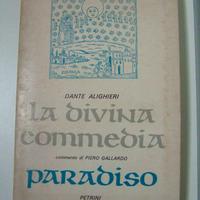 DANTE ALIGHIERI
LA DIVINA
COMMEDIA
commento di PIERO GALLARDO
PARADISO
PETRINI